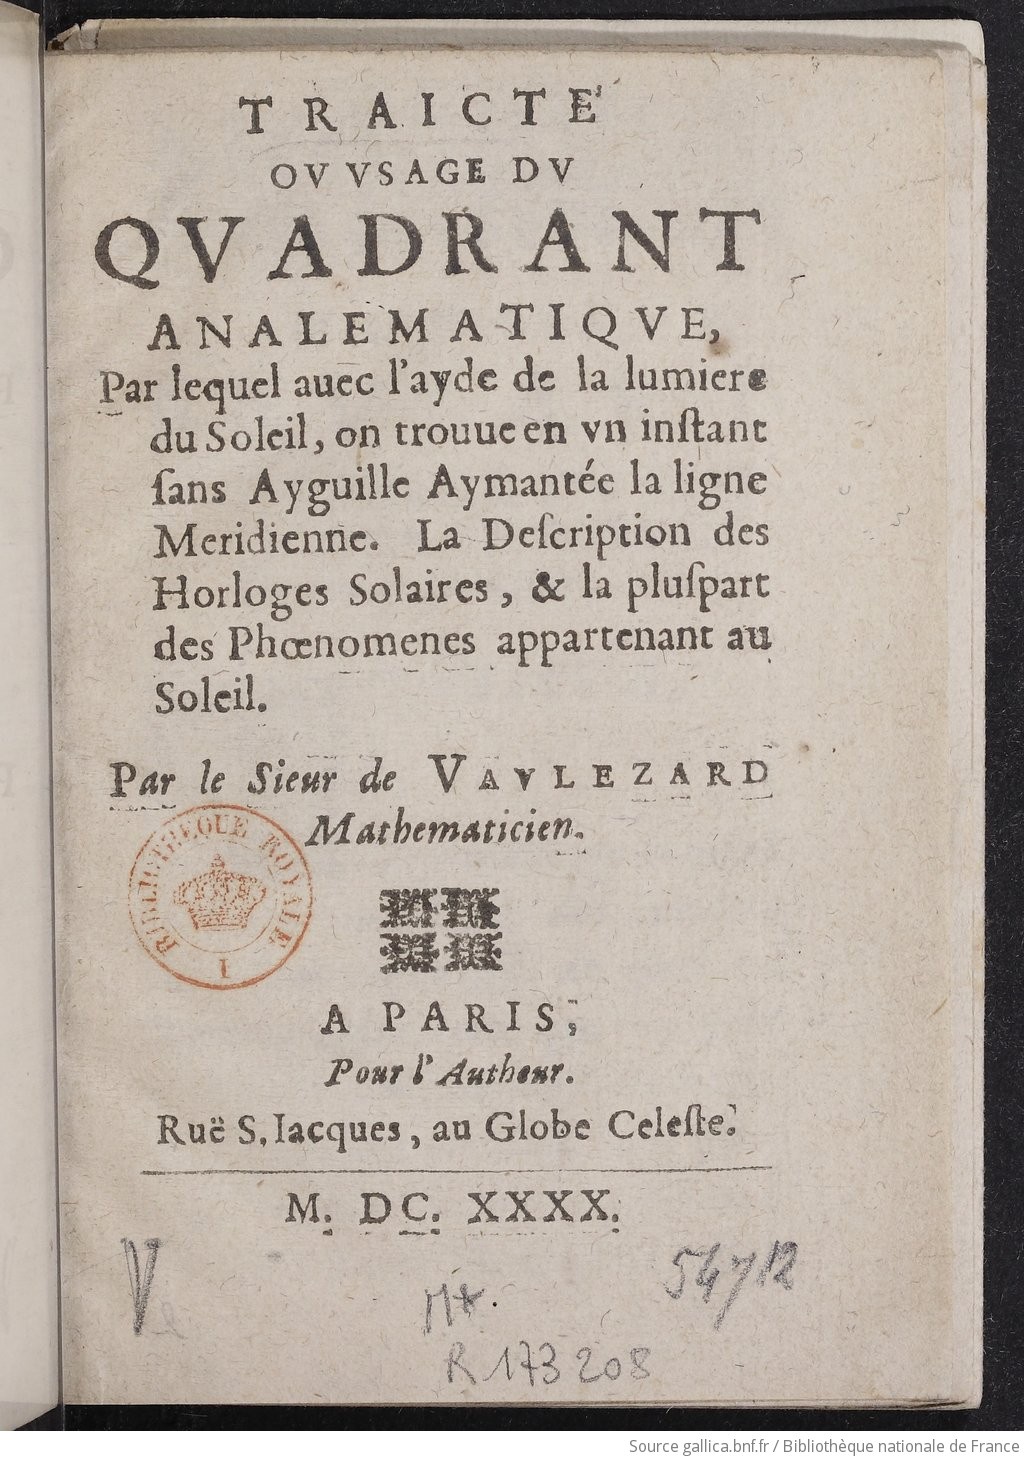 TRAICTÉ
OV VSAGE DV
QVADRANT
ANALEMATIQVE,
Par lequel auec l'ayde de la lumiere
du Soleil, on trouue en vn inſtant
ſans Ayguille Aymantée la ligne
Meridienne. La Deſcription des
Horloges Solaires, & la pluſpart
des Phœnomenes appartenant au
Soleil.
Par le Sieur de VAVLEZARD
Mathematicien.
BIBLIOTHEQUE ROYALE
I
A PARIS,
Pour l'Autheur.
Ruë S. Iacques, au Globe Celeſte.
M. DC. XXXX.
V
R 173 208
Source gallica.bnf.fr / Bibliothèque nationale de France